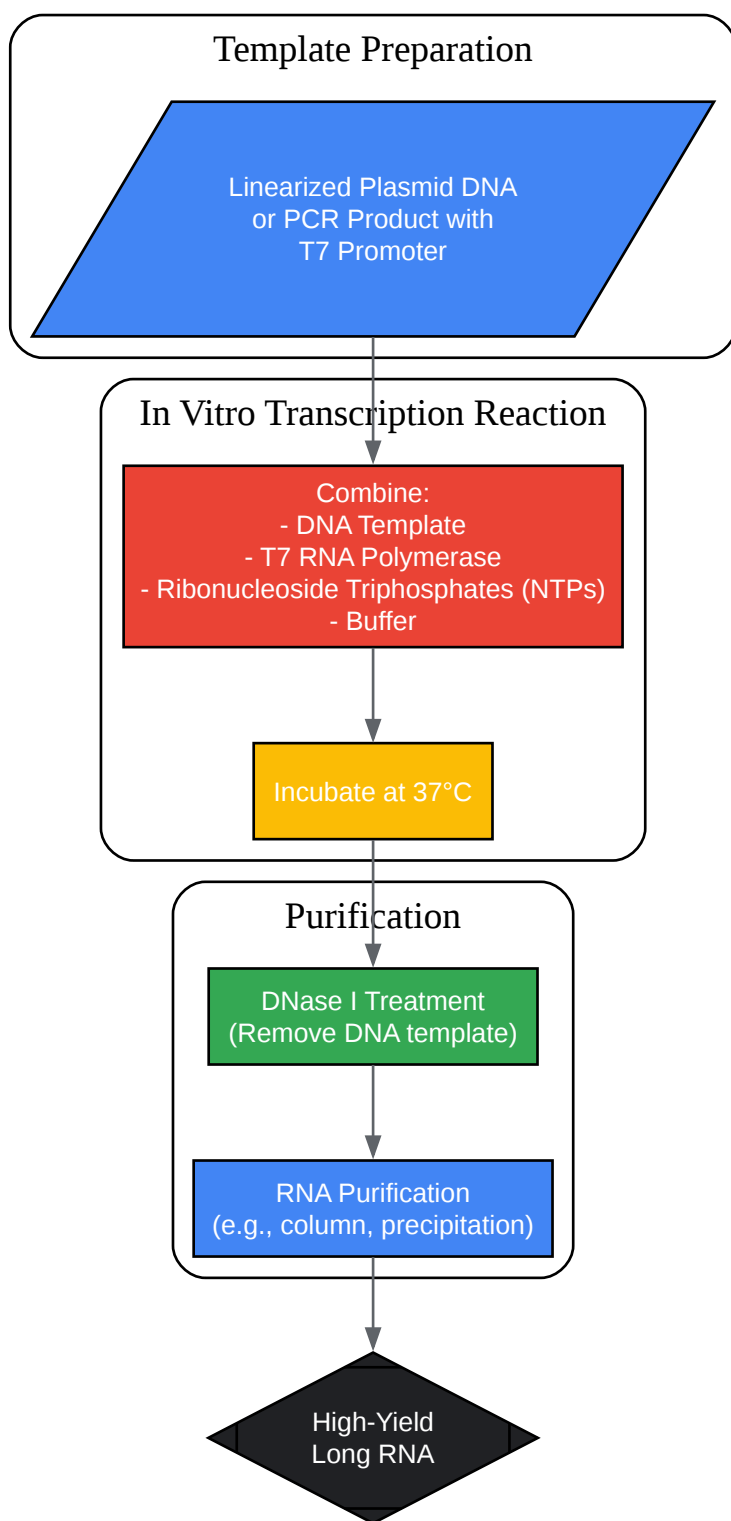 Template Preparation
Linearized Plasmid DNA
or PCR Product with
T7 Promoter
In Vitro Transcription Reaction
Combine:
- DNA Template
- T7 RNA Polymerase
- Ribonucleoside Triphosphates (NTPs)
- Buffer
Incubate at 37°C
Purification
DNase I Treatment
(Remove DNA template)
RNA Purification
(e.g., column, precipitation)
High-Yield
Long RNA